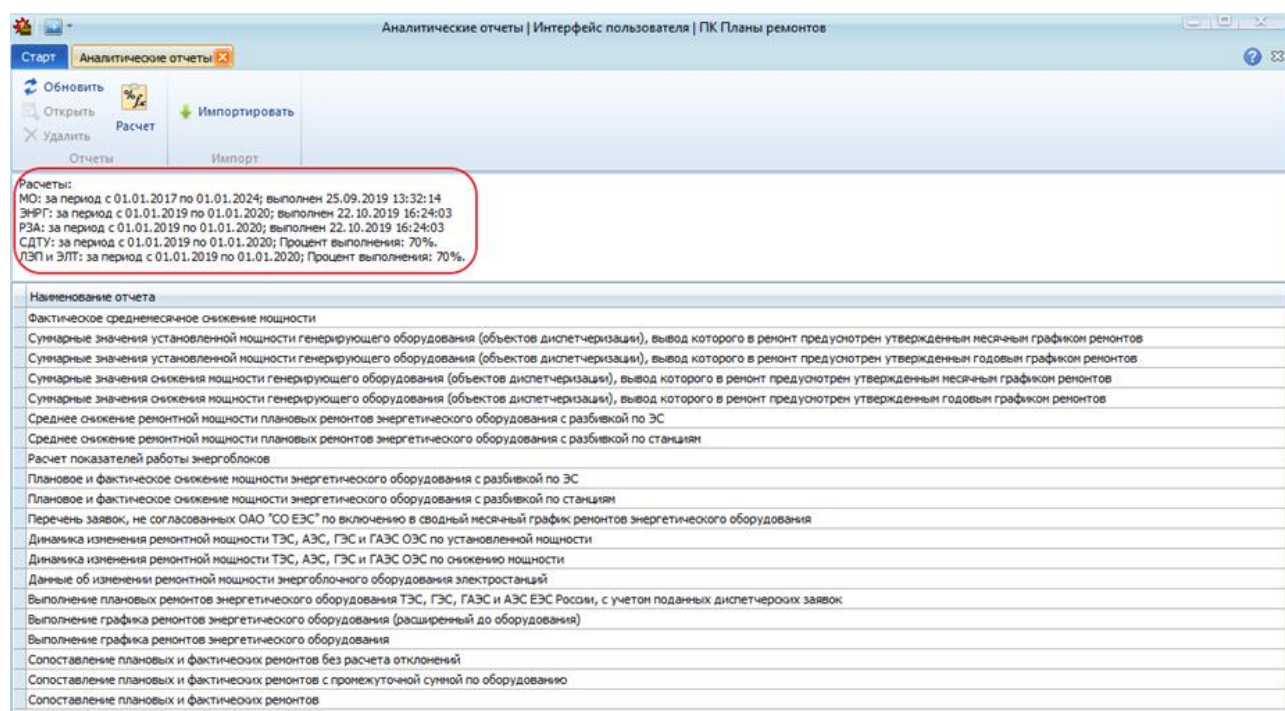 Аналитические отчеты | Интерфейс пользователя | ПК Планы ремонтов
Старт
Аналитические отчеты
Обновить
Открыть
Удалить
Расчет
Импортировать
Отчеты
Импорт
Расчеты:
МО: за период с 01.01.2017 по 01.01.2024; выполнен 25.09.2019 13:32:14
ЭНРГ: за период с 01.01.2019 по 01.01.2020; выполнен 22.10.2019 16:24:03
РЗА: за период с 01.01.2019 по 01.01.2020; выполнен 22.10.2019 16:24:03
СДТУ: за период с 01.01.2019 по 01.01.2020; Процент выполнения: 70%.
ЛЭП и ЭЛТ: за период с 01.01.2019 по 01.01.2020; Процент выполнения: 70%.
Наименование отчета
Фактическое среднемесячное снижение мощности
Суммарные значения установленной мощности генерирующего оборудования (объектов диспетчеризации), вывод которого в ремонт предусмотрен утвержденным месячным графиком ремонтов
Суммарные значения установленной мощности генерирующего оборудования (объектов диспетчеризации), вывод которого в ремонт предусмотрен утвержденным годовым графиком ремонтов
Суммарные значения снижения мощности генерирующего оборудования (объектов диспетчеризации), вывод которого в ремонт предусмотрен утвержденным месячным графиком ремонтов
Суммарные значения снижения мощности генерирующего оборудования (объектов диспетчеризации), вывод которого в ремонт предусмотрен утвержденным годовым графиком ремонтов
Среднее снижение ремонтной мощности плановых ремонтов энергетического оборудования с разбивкой по ЭС
Среднее снижение ремонтной мощности плановых ремонтов энергетического оборудования с разбивкой по станциям
Расчет показателей работы энергоблоков
Плановое и фактическое снижение мощности энергетического оборудования с разбивкой по ЭС
Плановое и фактическое снижение мощности энергетического оборудования с разбивкой по станциям
Перечень заявок, не согласованных ОАО "СО ЕЭС" по включению в сводный месячный график ремонтов энергетического оборудования
Динамика изменения ремонтной мощности ТЭС, АЭС, ГЭС и ГАЭС ОЭС по установленной мощности
Динамика изменения ремонтной мощности ТЭС, АЭС, ГЭС и ГАЭС ОЭС по снижению мощности
Данные об изменении ремонтной мощности энергоблочного оборудования электростанций
Выполнение плановых ремонтов энергетического оборудования ТЭС, ГЭС, ГАЭС и АЭС ЕЭС России, с учетом поданных диспетчерских заявок
Выполнение графика ремонтов энергетического оборудования (расширенный до оборудования)
Выполнение графика ремонтов энергетического оборудования
Сопоставление плановых и фактических ремонтов без расчета отклонений
Сопоставление плановых и фактических ремонтов с промежуточной суммой по оборудованию
Сопоставление плановых и фактических ремонтов